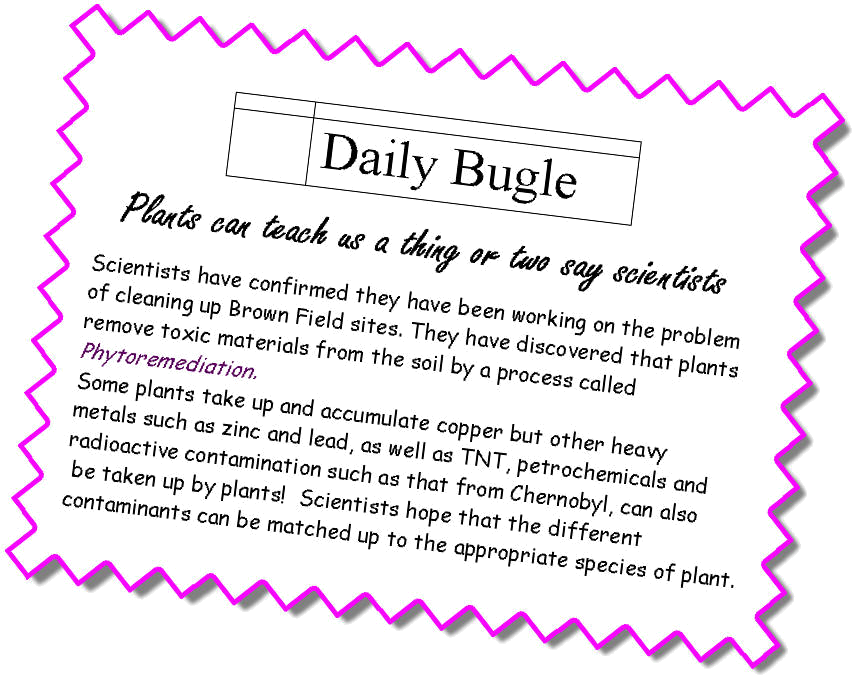 Daily Bugle
Plants can teach us a thing or two say scientists
Scientists have confirmed they have been working on the problem
of cleaning up Brown Field sites. They have discovered that plants
remove toxic materials from the soil by a process called
Phytoremediation.
Some plants take up and accumulate copper but other heavy
metals such as zinc and lead, as well as TNT, petrochemicals and
radioactive contamination such as that from Chernobyl, can also
be taken up by plants! Scientists hope that the different
contaminants can be matched up to the appropriate species of plant.